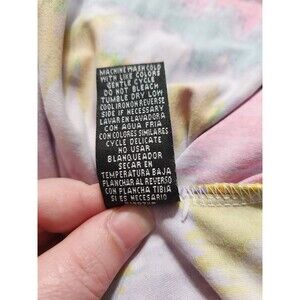 MACHINE WASH COLD
WITH LIKE COLORS
GENTLE CYCLE
DO NOT BLEACH
TUMBLE DRY LOW
COOL IRON ON REVERSE
SIDE IF NECESSARY
LAVAR EN LAVADORA
CON AGUA FRIA
CON COLORES SIMILARES
CYCLE DELICATE
NO USAR
BLANQUEADOR
SECAR EN
TEMPERATURA BAJA
PLANCHAR AL REVERSO
CON PLANCHA TIBIA
SI ES NECESARIO